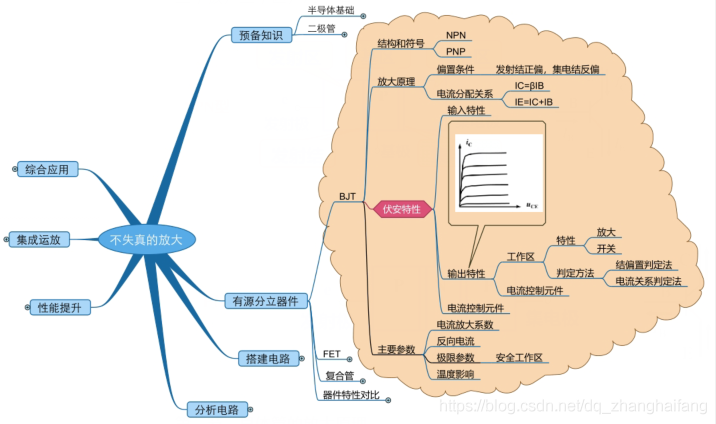 预备知识
半导体基础
二极管
综合应用
集成运放
不失真的放大
性能提升
有源分立器件
搭建电路
分析电路
BJT
FET
复合管
器件特性对比
结构和符号
NPN
PNP
放大原理
偏置条件
发射结正偏，集电结反偏
电流分配关系
IC=βIB
IE=IC+IB
伏安特性
输入特性
iC
uCE
输出特性
工作区
特性
放大
开关
判定方法
结偏置判定法
电流关系判定法
电流控制元件
电流控制元件
主要参数
电流放大系数
反向电流
极限参数
安全工作区
温度影响
https://blog.csdn.net/dq_zhanghaifang